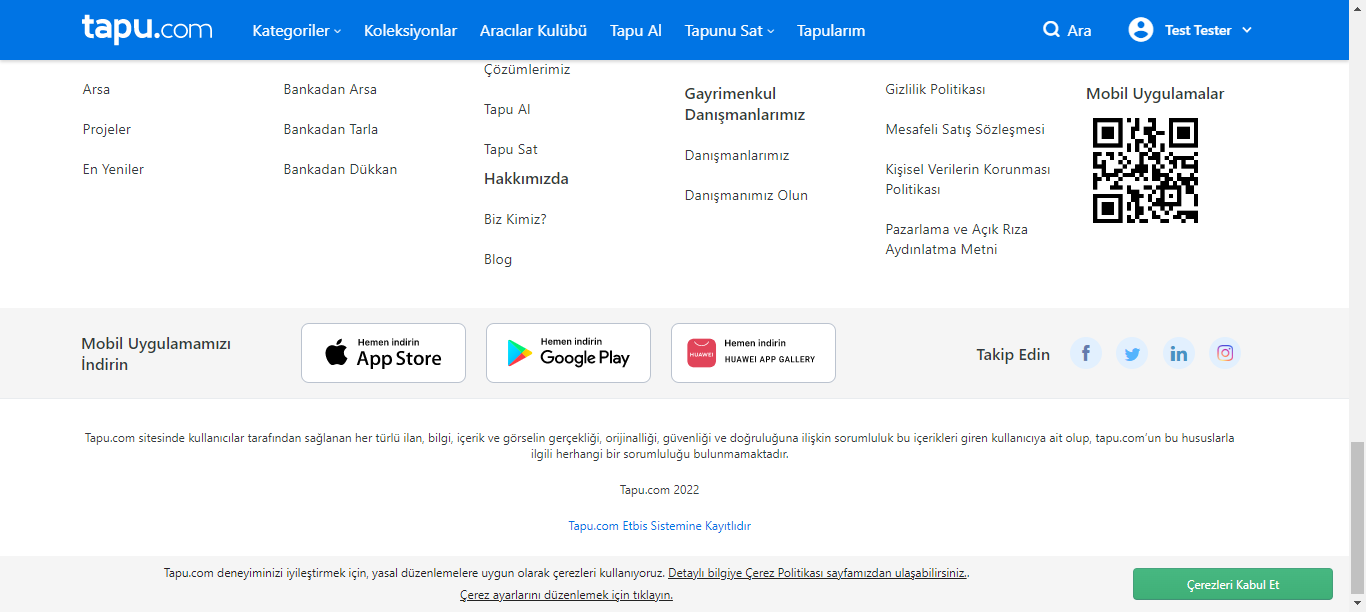 tapu.com
Kategoriler
Koleksiyonlar
Aracılar Kulübü
Tapu Al
Tapunu Sat
Tapularım
Ara
Test Tester
Arsa
Projeler
En Yeniler
Bankadan Arsa
Bankadan Tarla
Bankadan Dükkan
Çözümlerimiz
Tapu Al
Tapu Sat
Hakkımızda
Biz Kimiz?
Blog
Gayrimenkul
Danışmanlarımız
Danışmanlarımız
Danışmanımız Olun
Gizlilik Politikası
Mesafeli Satış Sözleşmesi
Kişisel Verilerin Korunması
Politikası
Pazarlama ve Açık Rıza
Aydınlatma Metni
Mobil Uygulamalar
Mobil Uygulamamızı
İndirin
Hemen indirin
App Store
Hemen indirin
Google Play
HUAWEI
Hemen indirin
HUAWEI APP GALLERY
Takip Edin
Tapu.com sitesinde kullanıcılar tarafından sağlanan her türlü ilan, bilgi, içerik ve görselin gerçekliği, orijinalliği, güvenliği ve doğruluğuna ilişkin sorumluluk bu içerikleri giren kullanıcıya ait olup, tapu.com’un bu hususlarla
ilgili herhangi bir sorumluluğu bulunmamaktadır.
Tapu.com 2022
Tapu.com Etbis Sistemine Kayıtlıdır
Tapu.com deneyiminizi iyileştirmek için, yasal düzenlemelere uygun olarak çerezleri kullanıyoruz. Detaylı bilgiye Çerez Politikası sayfamızdan ulaşabilirsiniz..
Çerez ayarlarını düzenlemek için tıklayın.
Çerezleri Kabul Et